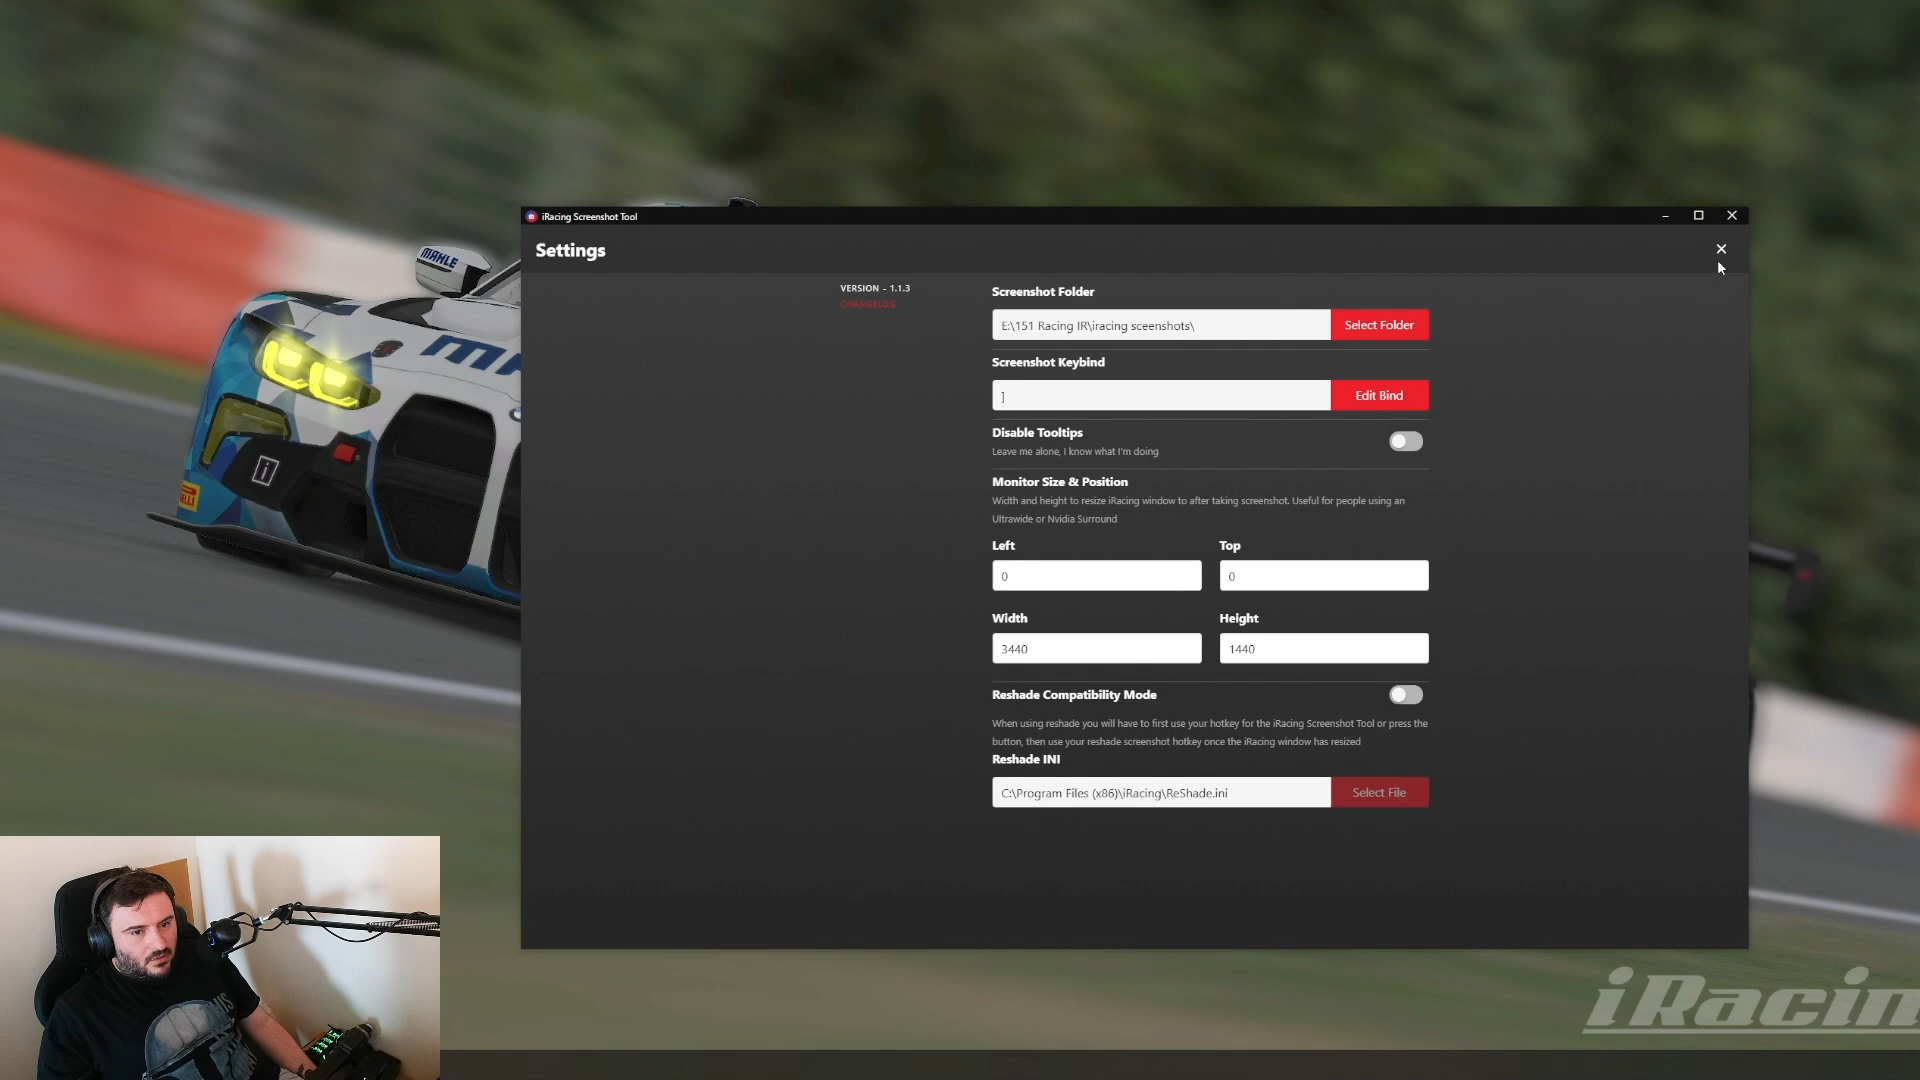 iRacing Screenshot Tool
Settings
VERSION - 1.1.3
CHANGELOG
Screenshot Folder
E:\151 Racing IR\iracing sceenshots\
Select Folder
Screenshot Keybind
]
Edit Bind
Disable Tooltips
Leave me alone, I know what I'm doing
Monitor Size & Position
Width and height to resize iRacing window to after taking screenshot. Useful for people using an
Ultrawide or Nvidia Surround
Left
Top
0
0
Width
Height
3440
1440
Reshade Compatibility Mode
When using reshade you will have to first use your hotkey for the iRacing Screenshot Tool or press the
button, then use your reshade screenshot hotkey once the iRacing window has resized
Reshade INI
C:\Program Files (x86)\iRacing\ReShade.ini
Select File
MAHLE
iRacin